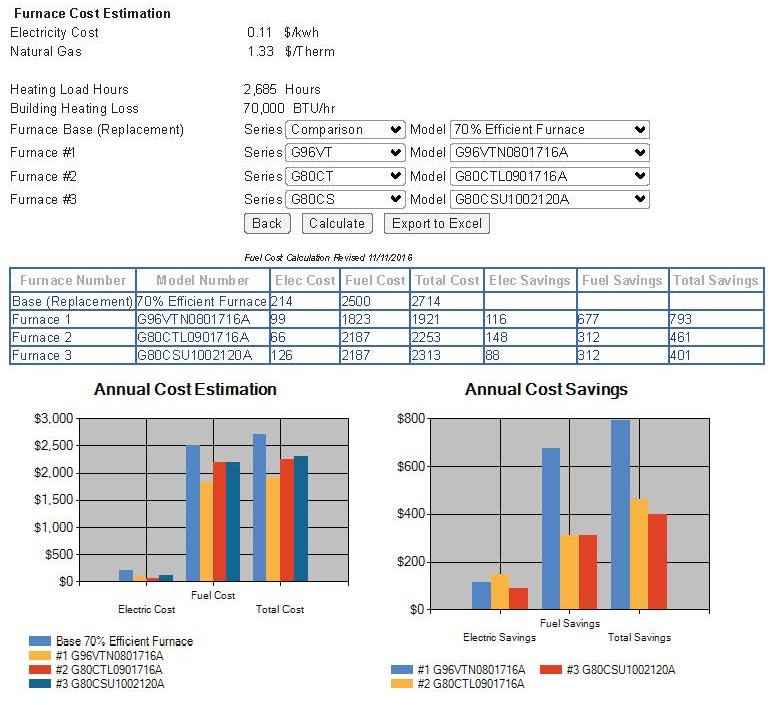 Furnace Cost Estimation
Electricity Cost 0.11 $/kwh
Natural Gas 1.33 $/Therm
Heating Load Hours 2,685 Hours
Building Heating Loss 70,000 BTU/hr
Furnace Base (Replacement) Series Comparison Model 70% Efficient Furnace
Furnace #1 Series G96VT Model G96VTN0801716A
Furnace #2 Series G80CT Model G80CTL0901716A
Furnace #3 Series G80CS Model G80CSU1002120A
Back Calculate Export to Excel
Fuel Cost Calculation Revised 11/11/2016
Furnace Number Model Number Elec Cost Fuel Cost Total Cost Elec Savings Fuel Savings Total Savings
Base (Replacement) 70% Efficient Furnace 214 2500 2714
Furnace 1 G96VTN0801716A 99 1823 1921 116 677 793
Furnace 2 G80CTL0901716A 66 2187 2253 148 312 461
Furnace 3 G80CSU1002120A 126 2187 2313 88 312 401
Annual Cost Estimation
$3,000
$2,500
$2,000
$1,500
$1,000
$500
$0
Fuel Cost
Electric Cost Total Cost
Base 70% Efficient Furnace
#1 G96VTN0801716A
#2 G80CTL0901716A
#3 G80CSU1002120A
Annual Cost Savings
$800
$600
$400
$200
$0
Fuel Savings
Electric Savings Total Savings
#1 G96VTN0801716A #3 G80CSU1002120A
#2 G80CTL0901716A